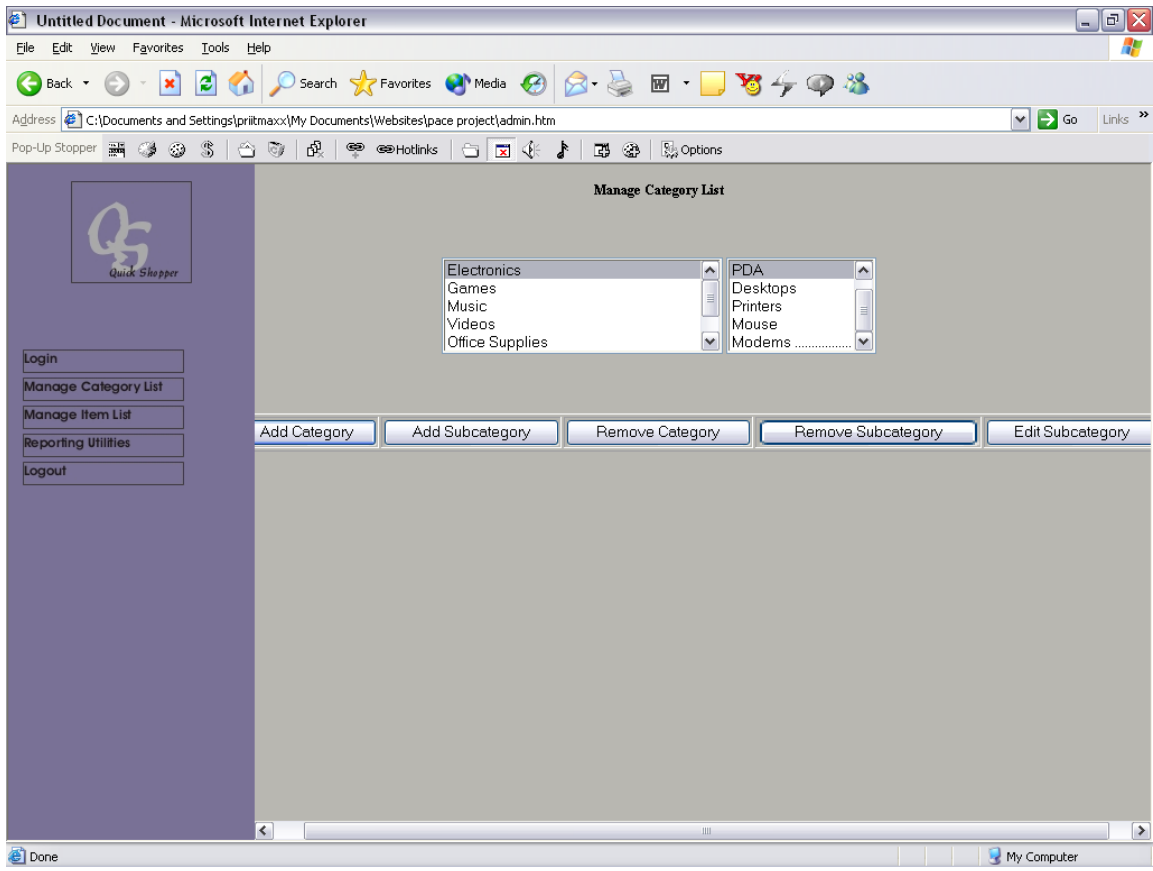 Untitled Document - Microsoft Internet Explorer
File Edit View Favorites Tools Help
Back Search Favorites Media
Address C:\Documents and Settings\priitmaxx\My Documents\Websites\pace project\admin.htm Go Links »
Pop-Up Stopper Hotlinks Options
QS
Quick Shopper
Login
Manage Category List
Manage Item List
Reporting Utilities
Logout
Manage Category List
Electronics
Games
Music
Videos
Office Supplies
PDA
Desktops
Printers
Mouse
Modems ................
Add Category Add Subcategory Remove Category Remove Subcategory Edit Subcategory
Done My Computer